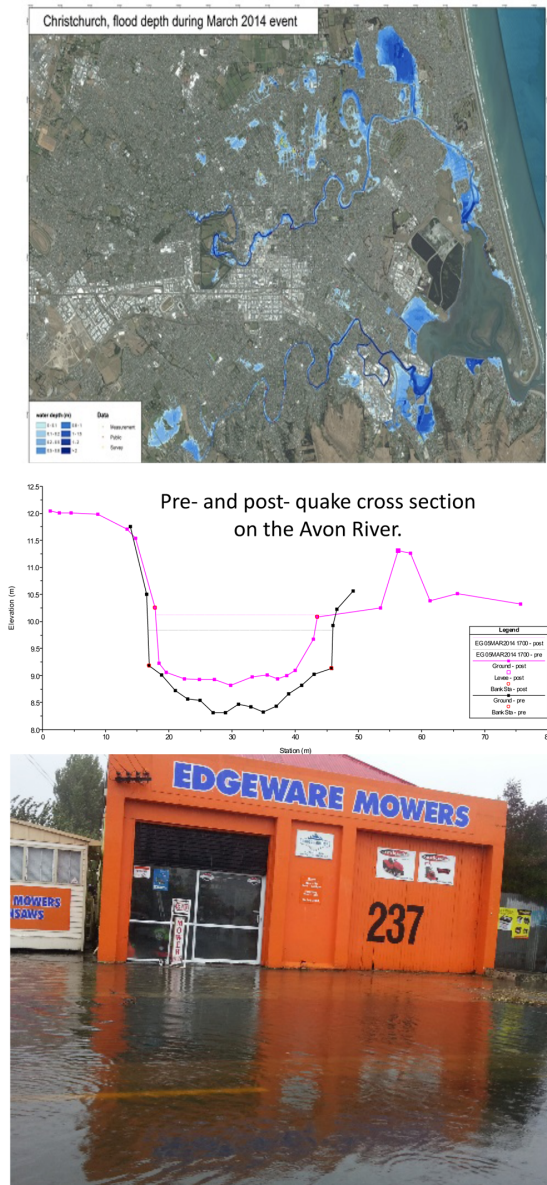 Christchurch, flood depth during March 2014 event
water depth (m)
Data
Measurement
Public
Survey
Pre- and post- quake cross section
on the Avon River.
12.5
12.0
11.5
11.0
10.5
10.0
9.5
9.0
8.5
8.0
Elevation (m)
0 10 20 30 40 50 60 70 80
Station (m)
Legend
EG 05MAR2014 1700 - post
EG 05MAR2014 1700 - pre
Ground - post
Levee - post
Bank Sta - post
Ground - pre
Bank Sta - pre
EDGEWARE MOWERS
MOWERS
NSAWS
MOWER
237